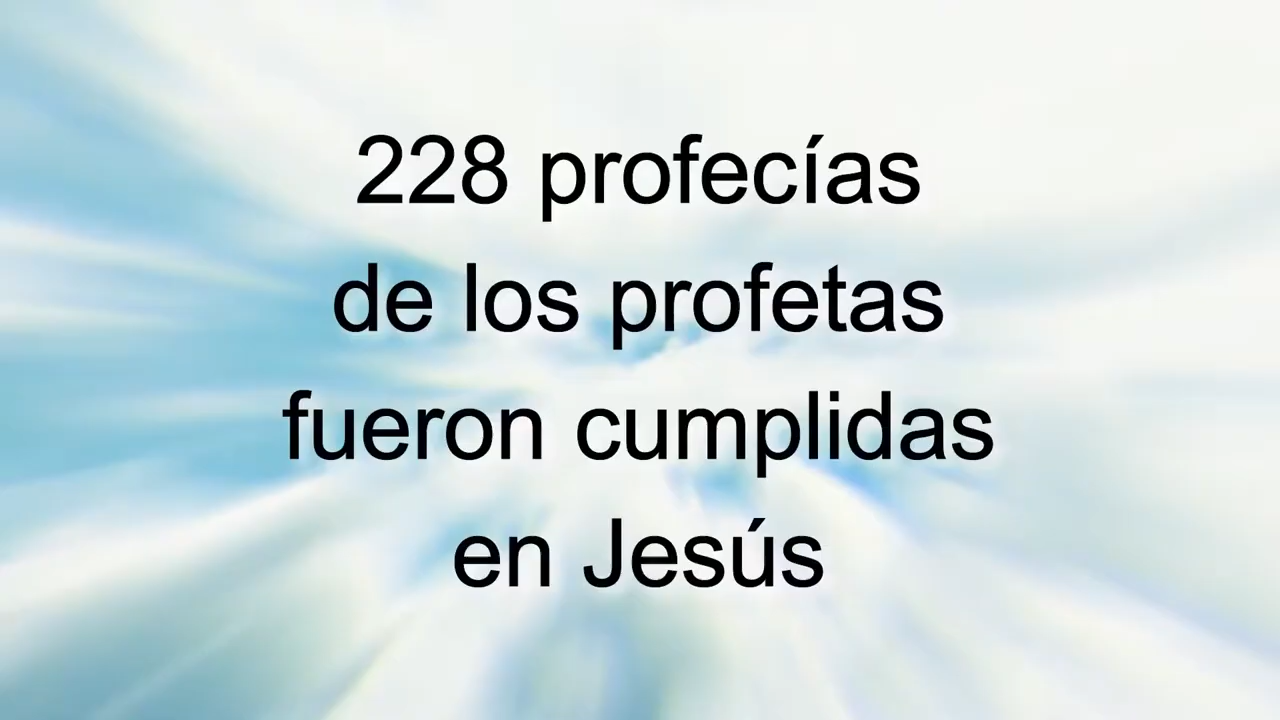 228 profecías
de los profetas
fueron cumplidas
en Jesús